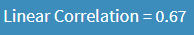 Linear Correlation = 0.67